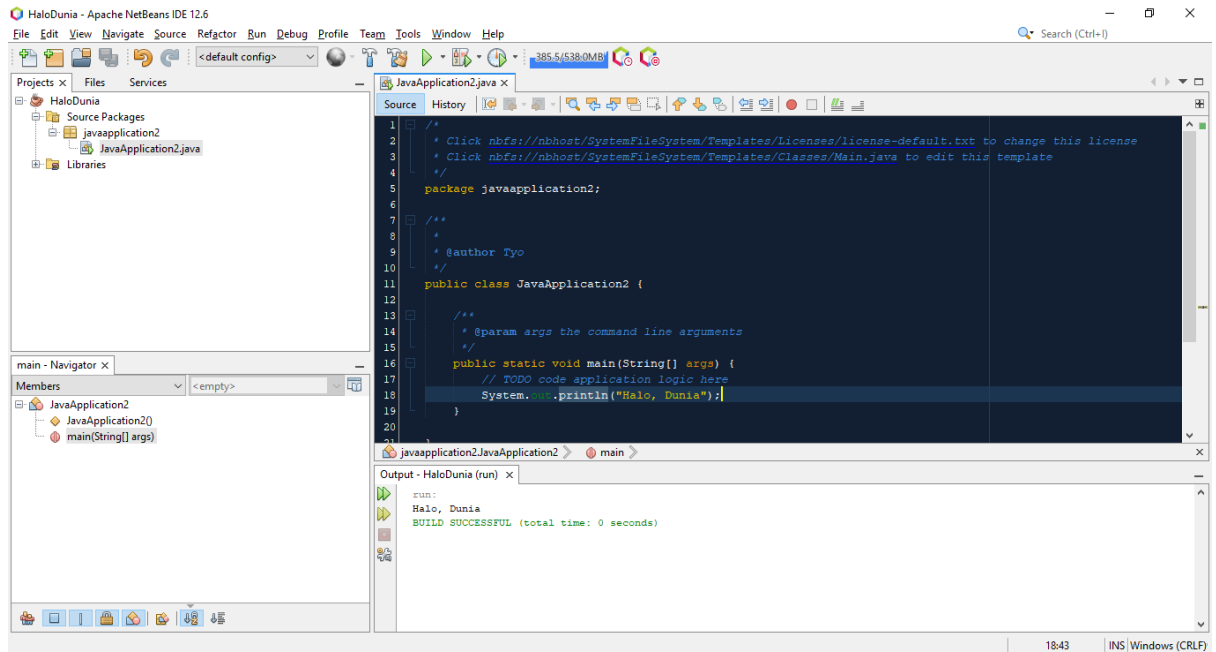 HaloDunia - Apache NetBeans IDE 12.6
File Edit View Navigate Source Refactor Run Debug Profile Team Tools Window Help
Search (Ctrl+I)
<default config>
385.5/538.0MB
Projects
Files
Services
HaloDunia
Source Packages
javaapplication2
JavaApplication2.java
Libraries
main - Navigator
Members
<empty>
JavaApplication2
JavaApplication2()
main(String[] args)
JavaApplication2.java
Source
History
1 /*
2 * Click nbfs://nbhost/SystemFileSystem/Templates/Licenses/license-default.txt to change this license
3 * Click nbfs://nbhost/SystemFileSystem/Templates/Classes/Main.java to edit this template
4 */
5 package javaapplication2;
6
7 /**
8 *
9 * @author Tyo
10 */
11 public class JavaApplication2 {
12
13 /**
14 * @param args the command line arguments
15 */
16 public static void main(String[] args) {
17 // TODO code application logic here
18 System.out.println("Halo, Dunia");
19 }
20
21 }
javaapplication2.JavaApplication2
main
Output - HaloDunia (run)
run:
Halo, Dunia
BUILD SUCCESSFUL (total time: 0 seconds)
18:43
INS
Windows (CRLF)